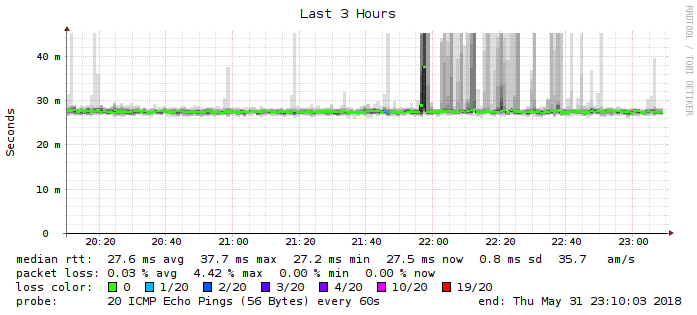 Last 3 Hours
RRDTOOL / TOBI OETIKER
Seconds
40 m
30 m
20 m
10 m
0
20:20 20:40 21:00 21:20 21:40 22:00 22:20 22:40 23:00
median rtt: 27.6 ms avg 37.7 ms max 27.2 ms min 27.5 ms now 0.8 ms sd 35.7 am/s
packet loss: 0.03 % avg 4.42 % max 0.00 % min 0.00 % now
loss color: 0 1/20 2/20 3/20 4/20 10/20 19/20
probe: 20 ICMP Echo Pings (56 Bytes) every 60s end: Thu May 31 23:10:03 2018